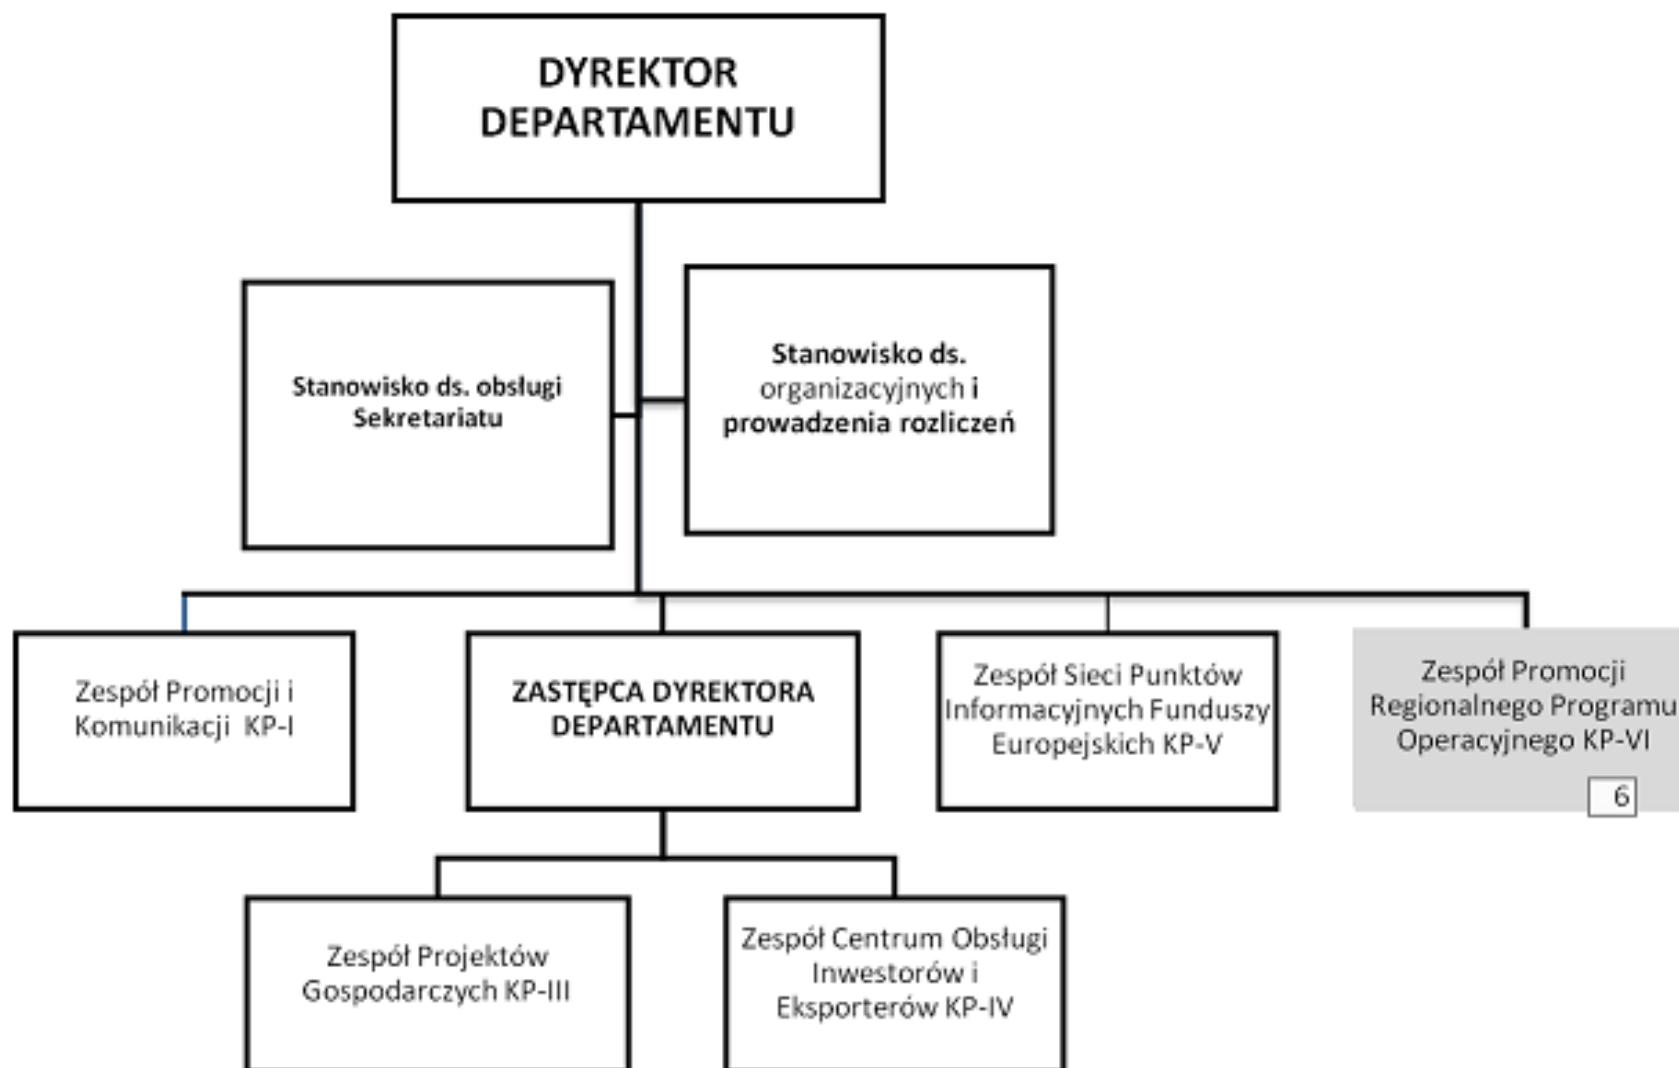 DYREKTOR
DEPARTAMENTU
Stanowisko ds. obsługi
Sekretariatu
Stanowisko ds.
organizacyjnych i
prowadzenia rozliczeń
Zespół Promocji i
Komunikacji KP-I
ZASTĘPCA DYREKTORA
DEPARTAMENTU
Zespół Sieci Punktów
Informacyjnych Funduszy
Europejskich KP-V
Zespół Promocji
Regionalnego Programu
Operacyjnego KP-VI
6
Zespół Projektów
Gospodarczych KP-III
Zespół Centrum Obsługi
Inwestorów i
Eksporterów KP-IV